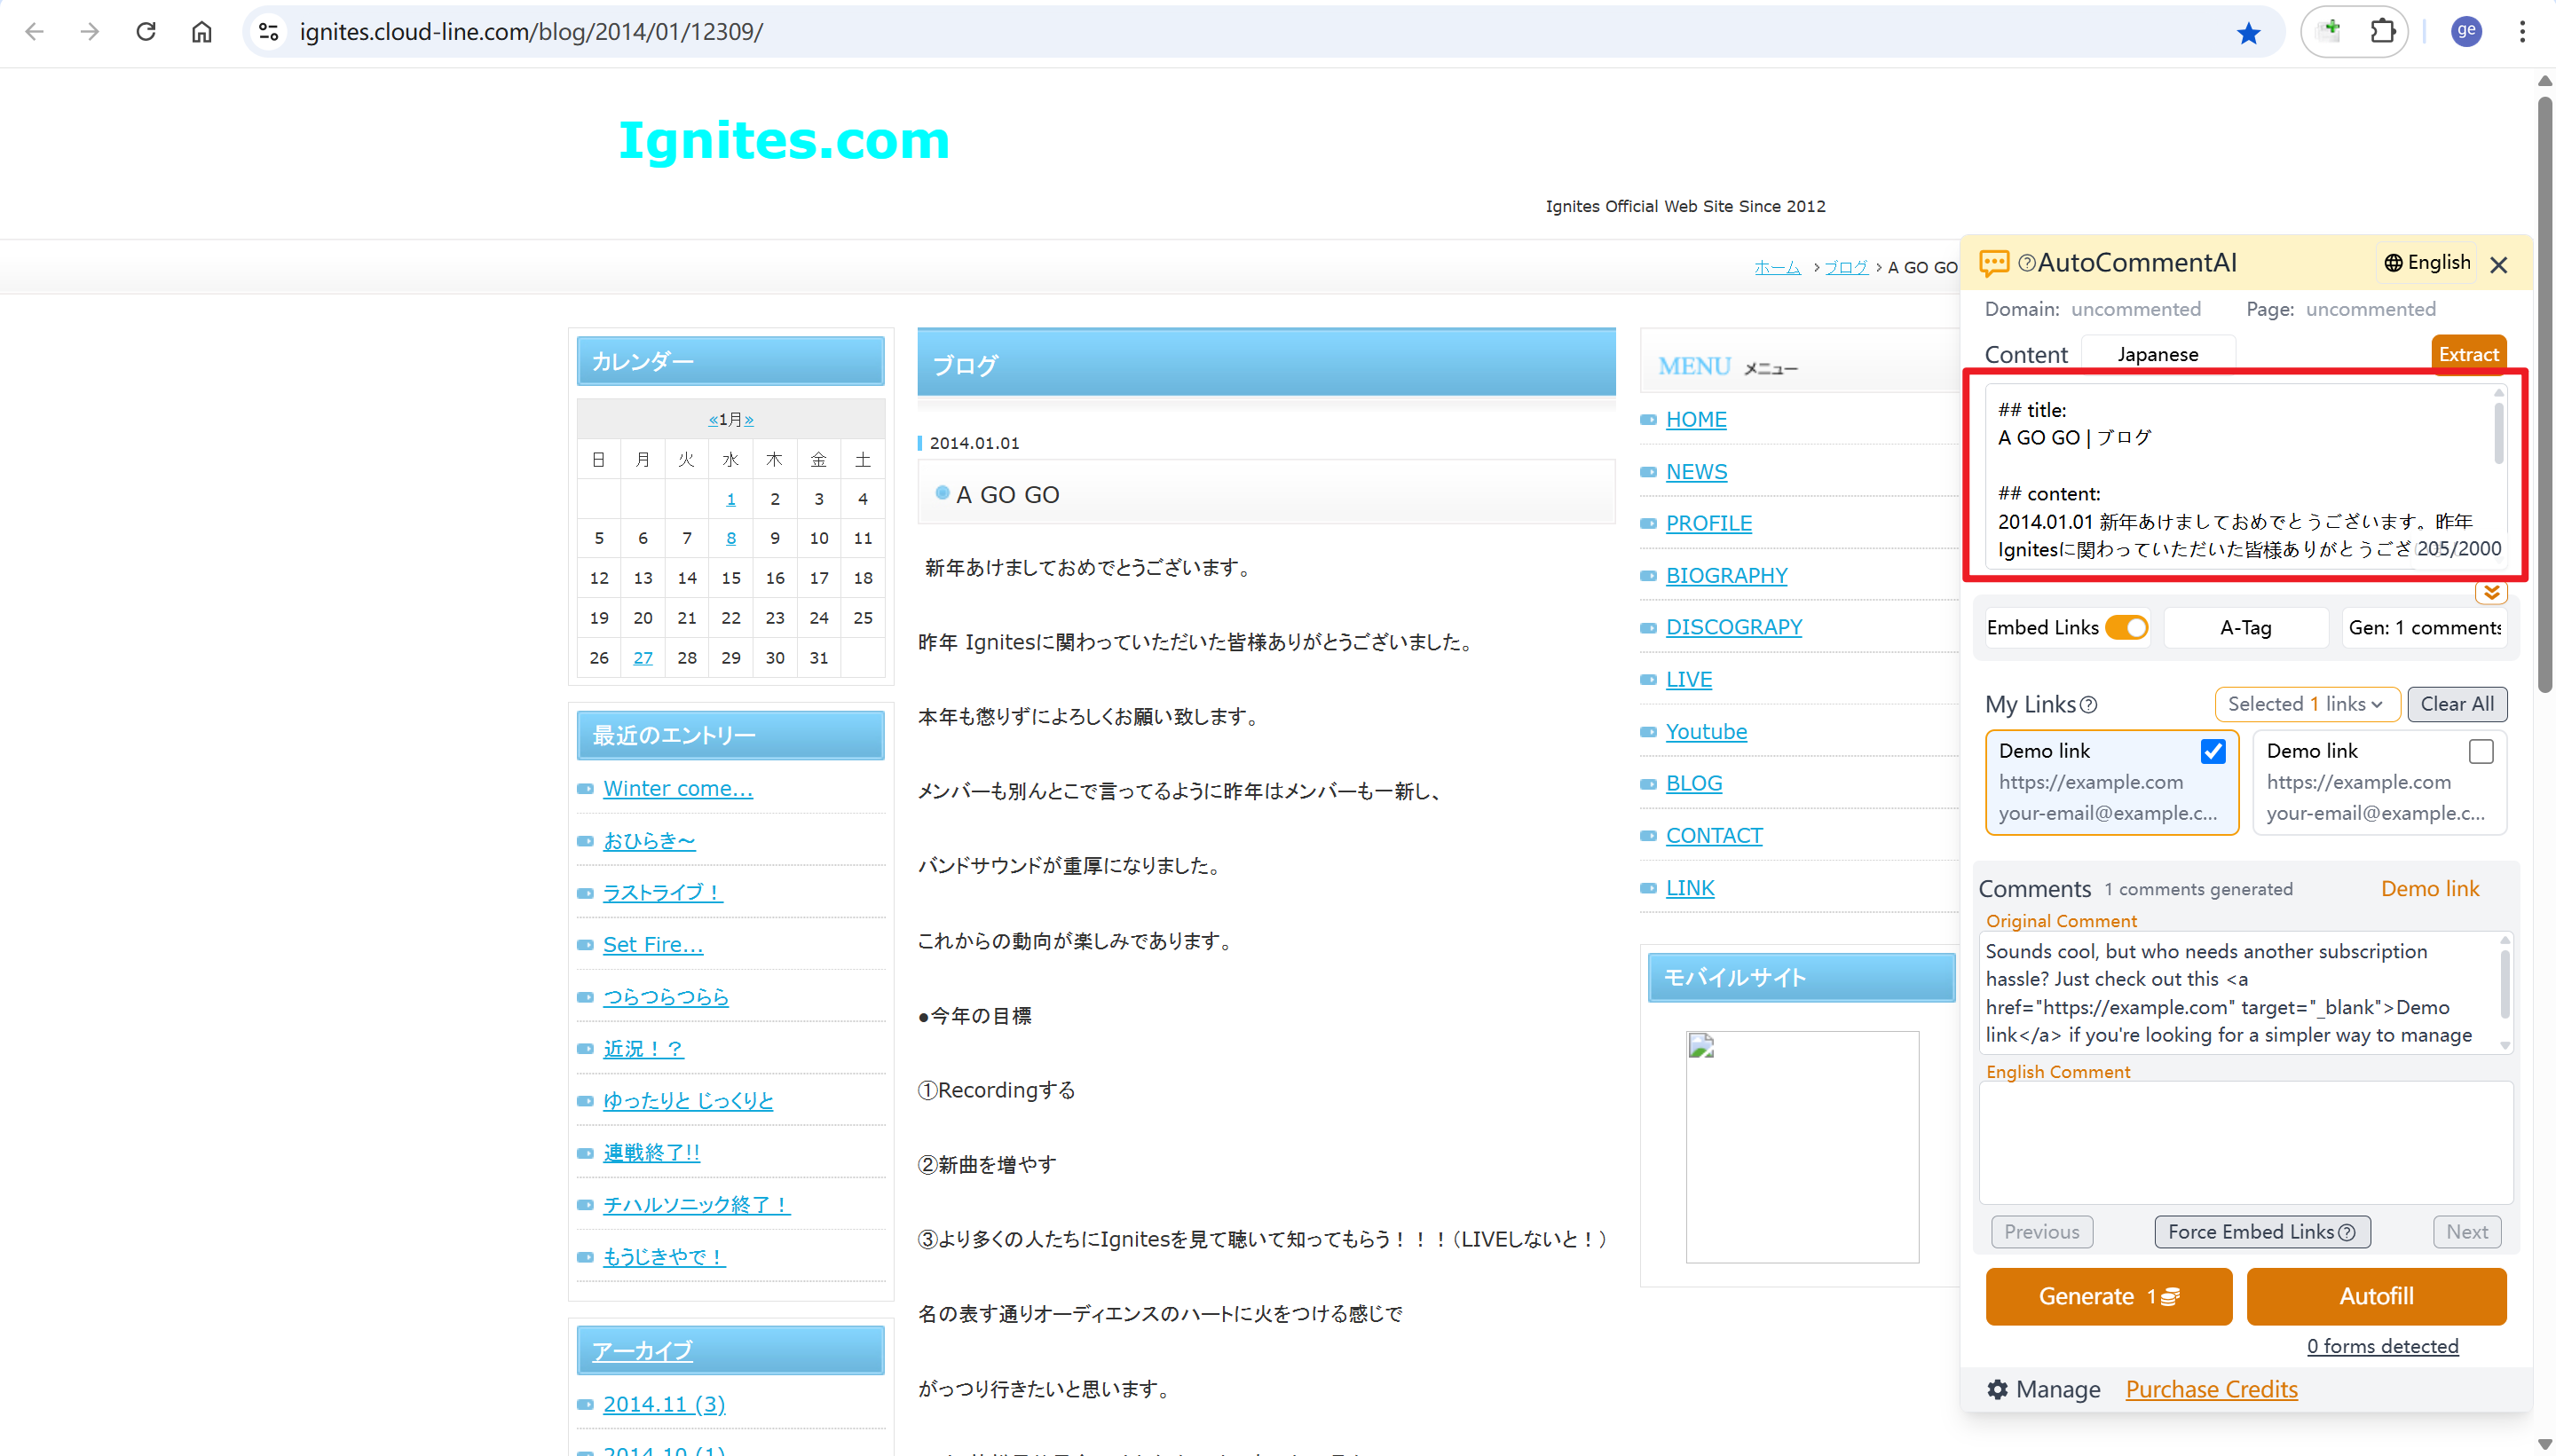 ignites.cloud-line.com/blog/2014/01/12309/
ge
Ignites.com
Ignites Official Web Site Since 2012
ホーム > ブログ > A GO GO
カレンダー
«1月»
日 月 火 水 木 金 土
1 2 3 4
5 6 7 8 9 10 11
12 13 14 15 16 17 18
19 20 21 22 23 24 25
26 27 28 29 30 31
最近のエントリー
Winter come...
おひらき～
ラストライブ！
Set Fire...
つらつらつらら
近況！？
ゆったりと じっくりと
連戦終了!!
チハルソニック終了！
もうじきやで！
アーカイブ
2014.11 (3)
2014.10 (1)
ブログ
2014.01.01
A GO GO
新年あけましておめでとうございます。
昨年 Ignitesに関わっていただいた皆様ありがとうございました。
本年も懲りずによろしくお願い致します。
メンバーも別んとこで言ってるように昨年はメンバーも一新し、
バンドサウンドが重厚になりました。
これからの動向が楽しみであります。
●今年の目標
①Recordingする
②新曲を増やす
③より多くの人たちにIgnitesを見て聴いて知ってもらう！！！（LIVEしないと！）
名の表す通りオーディエンスのハートに火をつける感じで
がっつり行きたいと思います。
MENU メニュー
HOME
NEWS
PROFILE
BIOGRAPHY
DISCOGRAPY
LIVE
Youtube
BLOG
CONTACT
LINK
モバイルサイト
AutoCommentAI
English
Domain: uncommented Page: uncommented
Content Japanese Extract
## title:
A GO GO | ブログ
## content:
2014.01.01 新年あけましておめでとうございます。昨年
Ignitesに関わっていただいた皆様ありがとうござ 205/2000
Embed Links A-Tag Gen: 1 comments
My Links Selected 1 links Clear All
Demo link
https://example.com
your-email@example.c...
Demo link
https://example.com
your-email@example.c...
Comments 1 comments generated Demo link
Original Comment
Sounds cool, but who needs another subscription
hassle? Just check out this <a
href="https://example.com" target="_blank">Demo
link</a> if you're looking for a simpler way to manage
English Comment
Previous Force Embed Links Next
Generate 1 Autofill
0 forms detected
Manage Purchase Credits